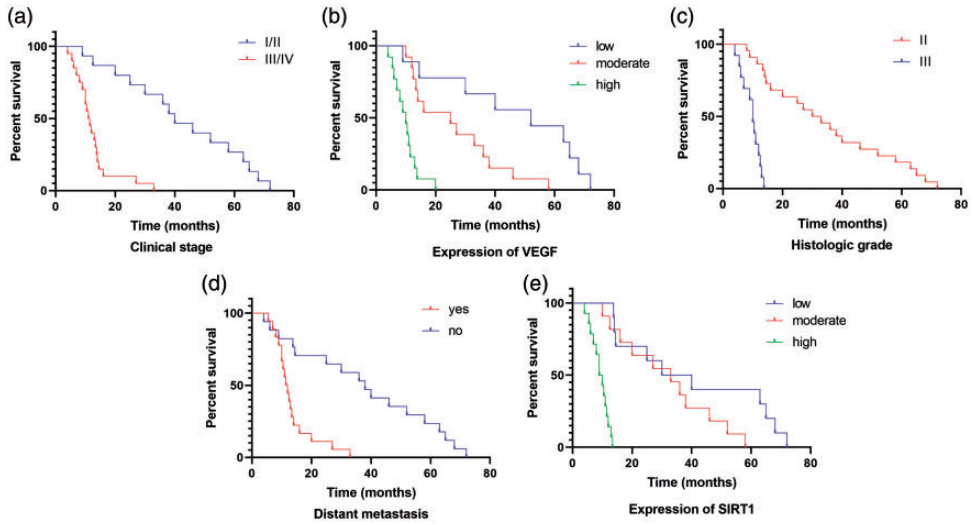 (a)
I/II
III/IV
Percent survival
100
50
0
0 20 40 60 80
Time (months)
Clinical stage
(b)
low
moderate
high
Percent survival
100
50
0
0 20 40 60 80
Time (months)
Expression of VEGF
(c)
II
III
Percent survival
100
50
0
0 20 40 60 80
Time (months)
Histologic grade
(d)
yes
no
Percent survival
100
50
0
0 20 40 60 80
Time (months)
Distant metastasis
(e)
low
moderate
high
Percent survival
100
50
0
0 20 40 60 80
Time (months)
Expression of SIRT1